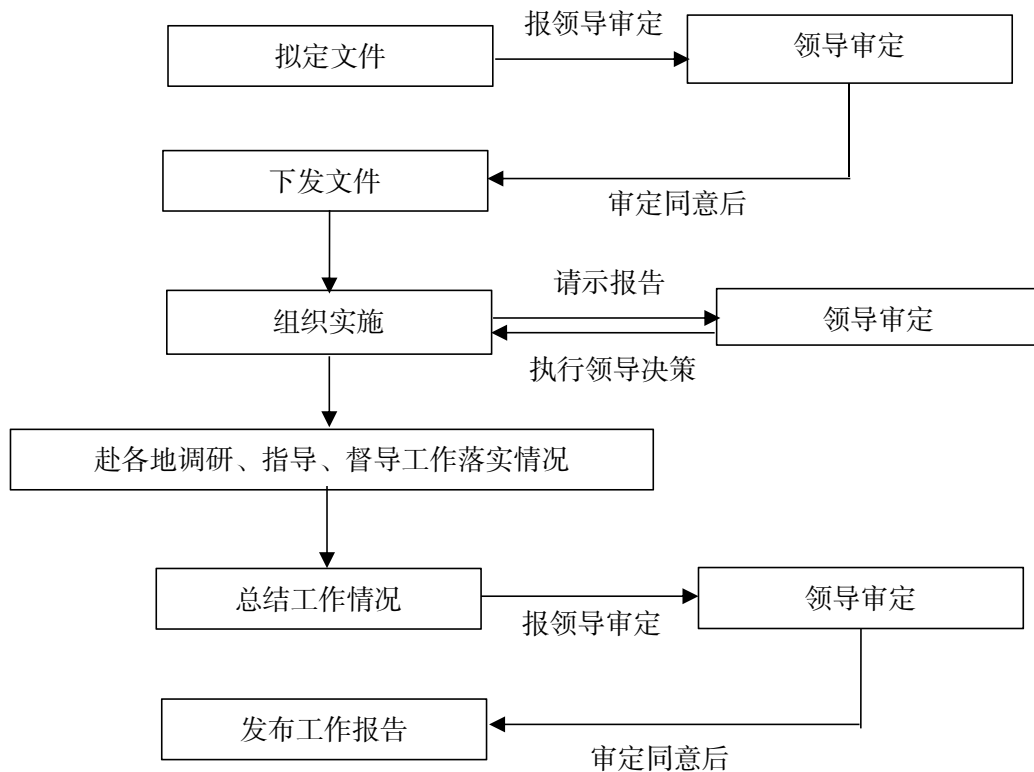 报领导审定
拟定文件
领导审定
下发文件
审定同意后
请示报告
组织实施
领导审定
执行领导决策
赴各地调研、指导、督导工作落实情况
总结工作情况
领导审定
报领导审定
发布工作报告
审定同意后